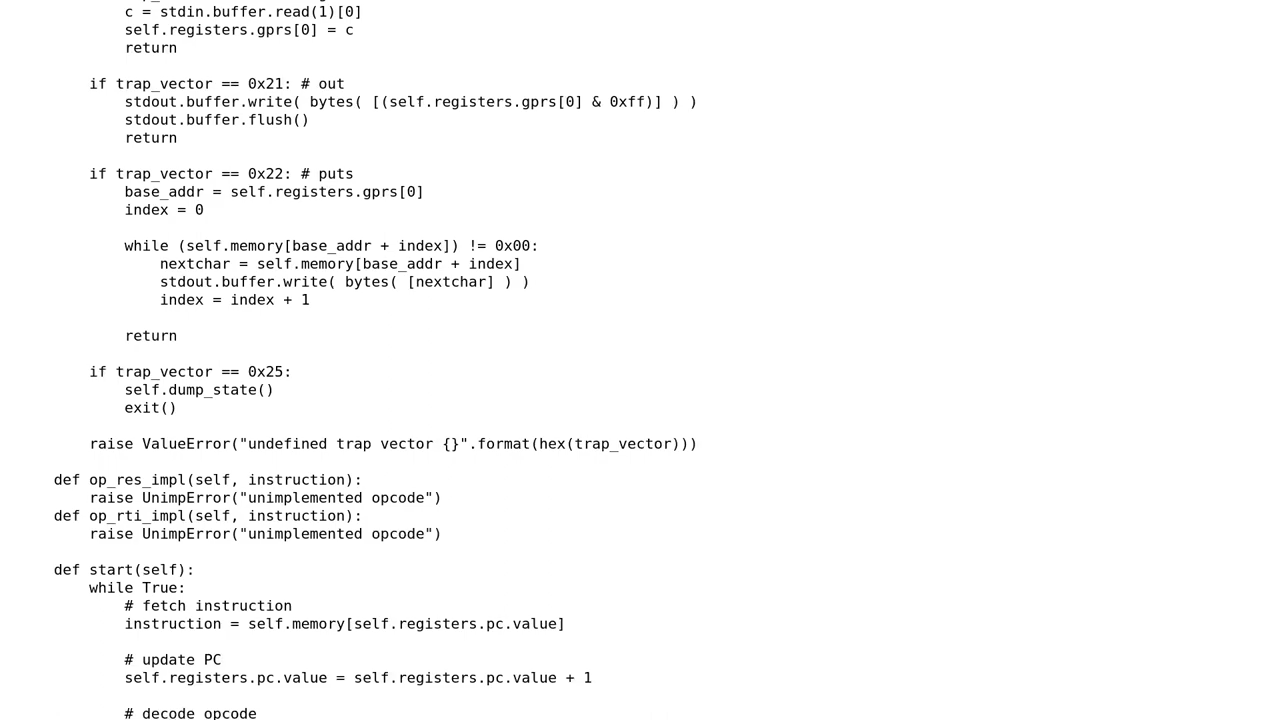 c = stdin.buffer.read(1)[0]
self.registers.gprs[0] = c
return
if trap_vector == 0x21: # out
stdout.buffer.write( bytes( [(self.registers.gprs[0] & 0xff)] ) )
stdout.buffer.flush()
return
if trap_vector == 0x22: # puts
base_addr = self.registers.gprs[0]
index = 0
while (self.memory[base_addr + index]) != 0x00:
nextchar = self.memory[base_addr + index]
stdout.buffer.write( bytes( [nextchar] ) )
index = index + 1
return
if trap_vector == 0x25:
self.dump_state()
exit()
raise ValueError("undefined trap vector {}".format(hex(trap_vector)))
def op_res_impl(self, instruction):
raise UnimpError("unimplemented opcode")
def op_rti_impl(self, instruction):
raise UnimpError("unimplemented opcode")
def start(self):
while True:
# fetch instruction
instruction = self.memory[self.registers.pc.value]
# update PC
self.registers.pc.value = self.registers.pc.value + 1
# decode opcode